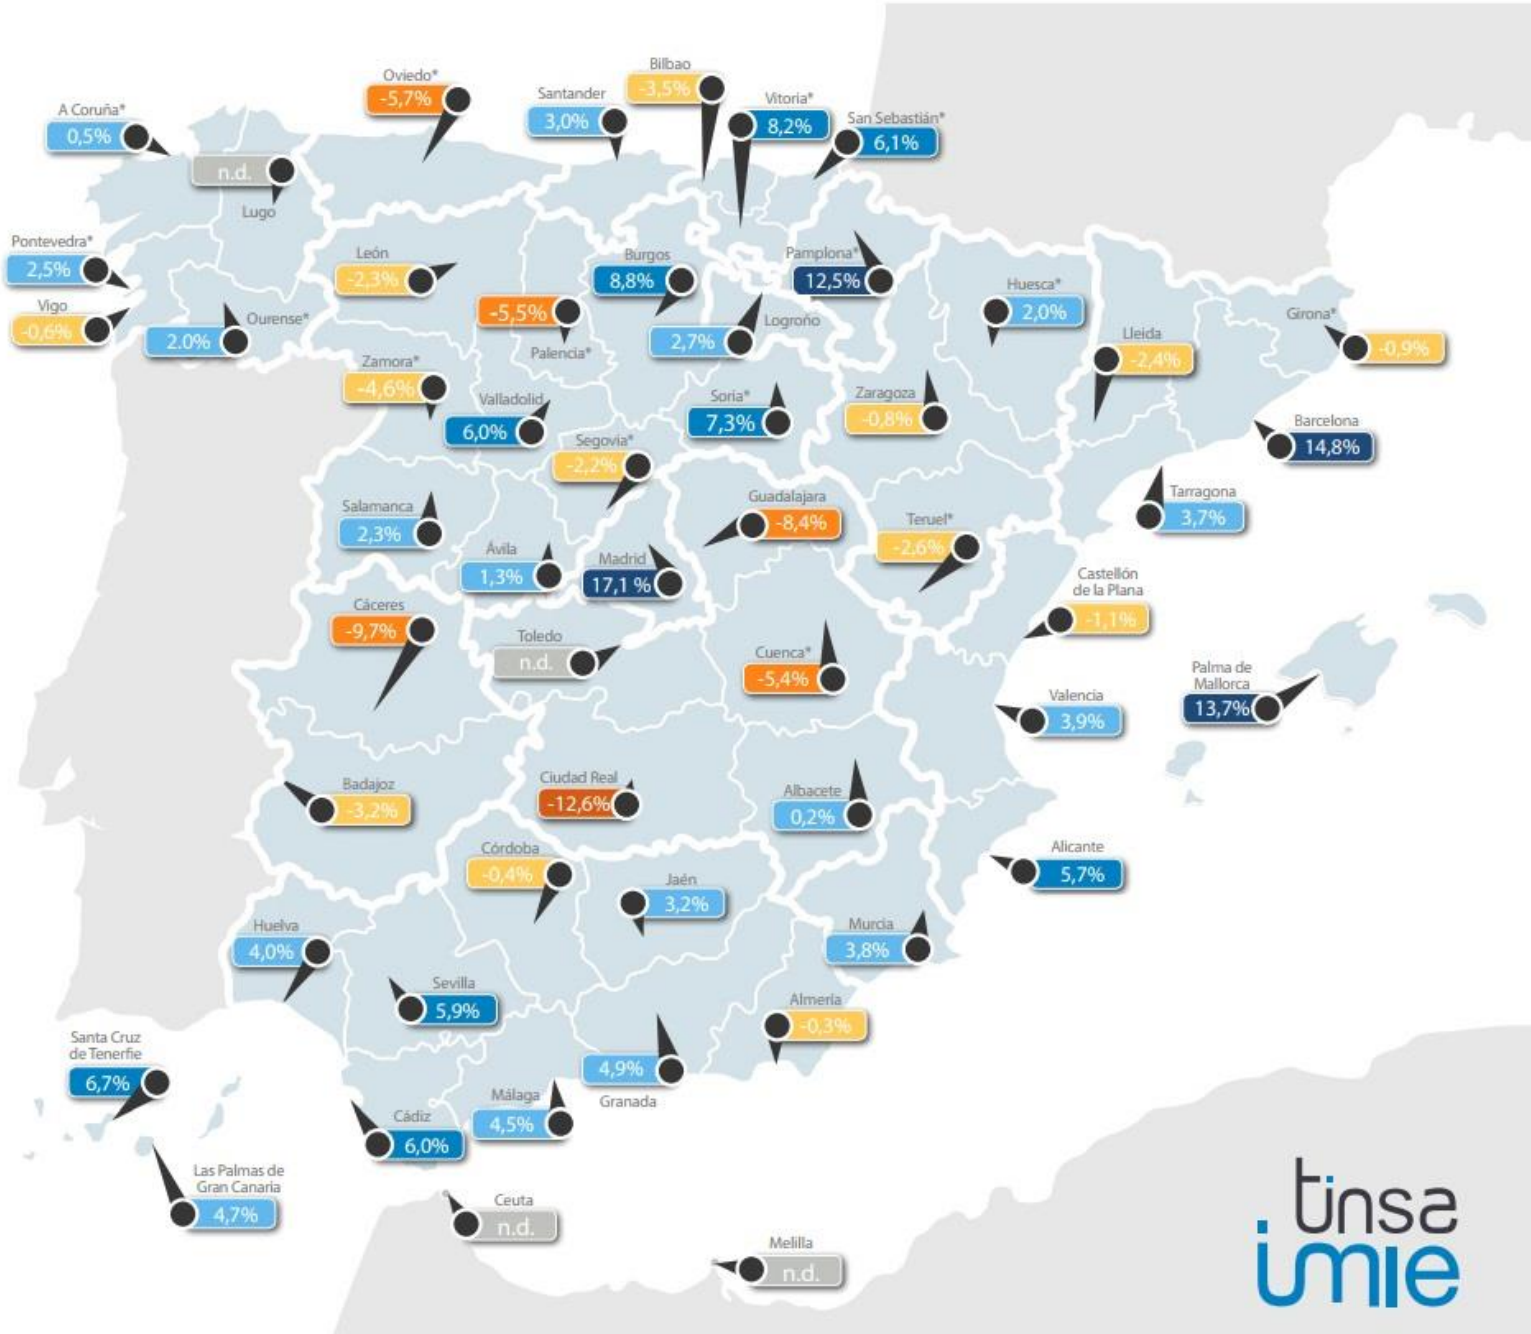 Bilbao
-3,5%
Oviedo*
-5,7%
Santander
3,0%
Vitoria*
8,2%
A Coruña*
0,5%
San Sebastián*
6,1%
n.d.
Lugo
Pontevedra*
2,5%
León
-2,3%
Burgos
8,8%
Pamplona*
12,5%
Huesca*
2,0%
Vigo
-0,6%
Ourense*
2.0%
-5,5%
Palencia*
Logroño
2,7%
Lleida
-2,4%
Girona*
-0,9%
Zamora*
-4,6%
Valladolid
6,0%
Soria*
7,3%
Zaragoza
-0,8%
Barcelona
14,8%
Segovia*
-2,2%
Salamanca
2,3%
Guadalajara
-8,4%
Teruel*
-2,6%
Tarragona
3,7%
Ávila
1,3%
Madrid
17,1 %
Castellón
de la Plana
-1,1%
Cáceres
-9,7%
Toledo
n.d.
Cuenca*
-5,4%
Valencia
3,9%
Palma de
Mallorca
13,7%
Badajoz
-3,2%
Ciudad Real
-12,6%
Albacete
0,2%
Córdoba
-0,4%
Alicante
5,7%
Jaén
3,2%
Huelva
4,0%
Murcia
3,8%
Sevilla
5,9%
Almería
-0,3%
Santa Cruz
de Tenerfie
6,7%
4,9%
Granada
Málaga
4,5%
Cádiz
6,0%
Las Palmas de
Gran Canaria
4,7%
Ceuta
n.d.
Melilla
n.d.
tinsa
imie